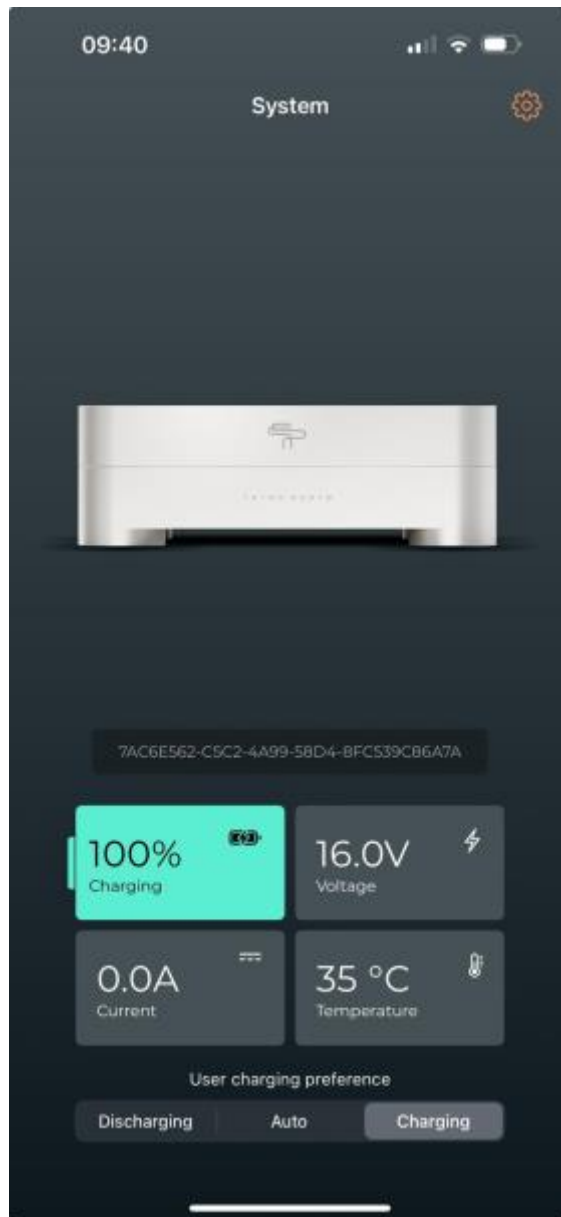 09:40
System
7AC6E562-C5C2-4A99-58D4-8FC539C86A7A
100%
Charging
16.0V
Voltage
0.0A
Current
35 °C
Temperature
User charging preference
Discharging Auto Charging